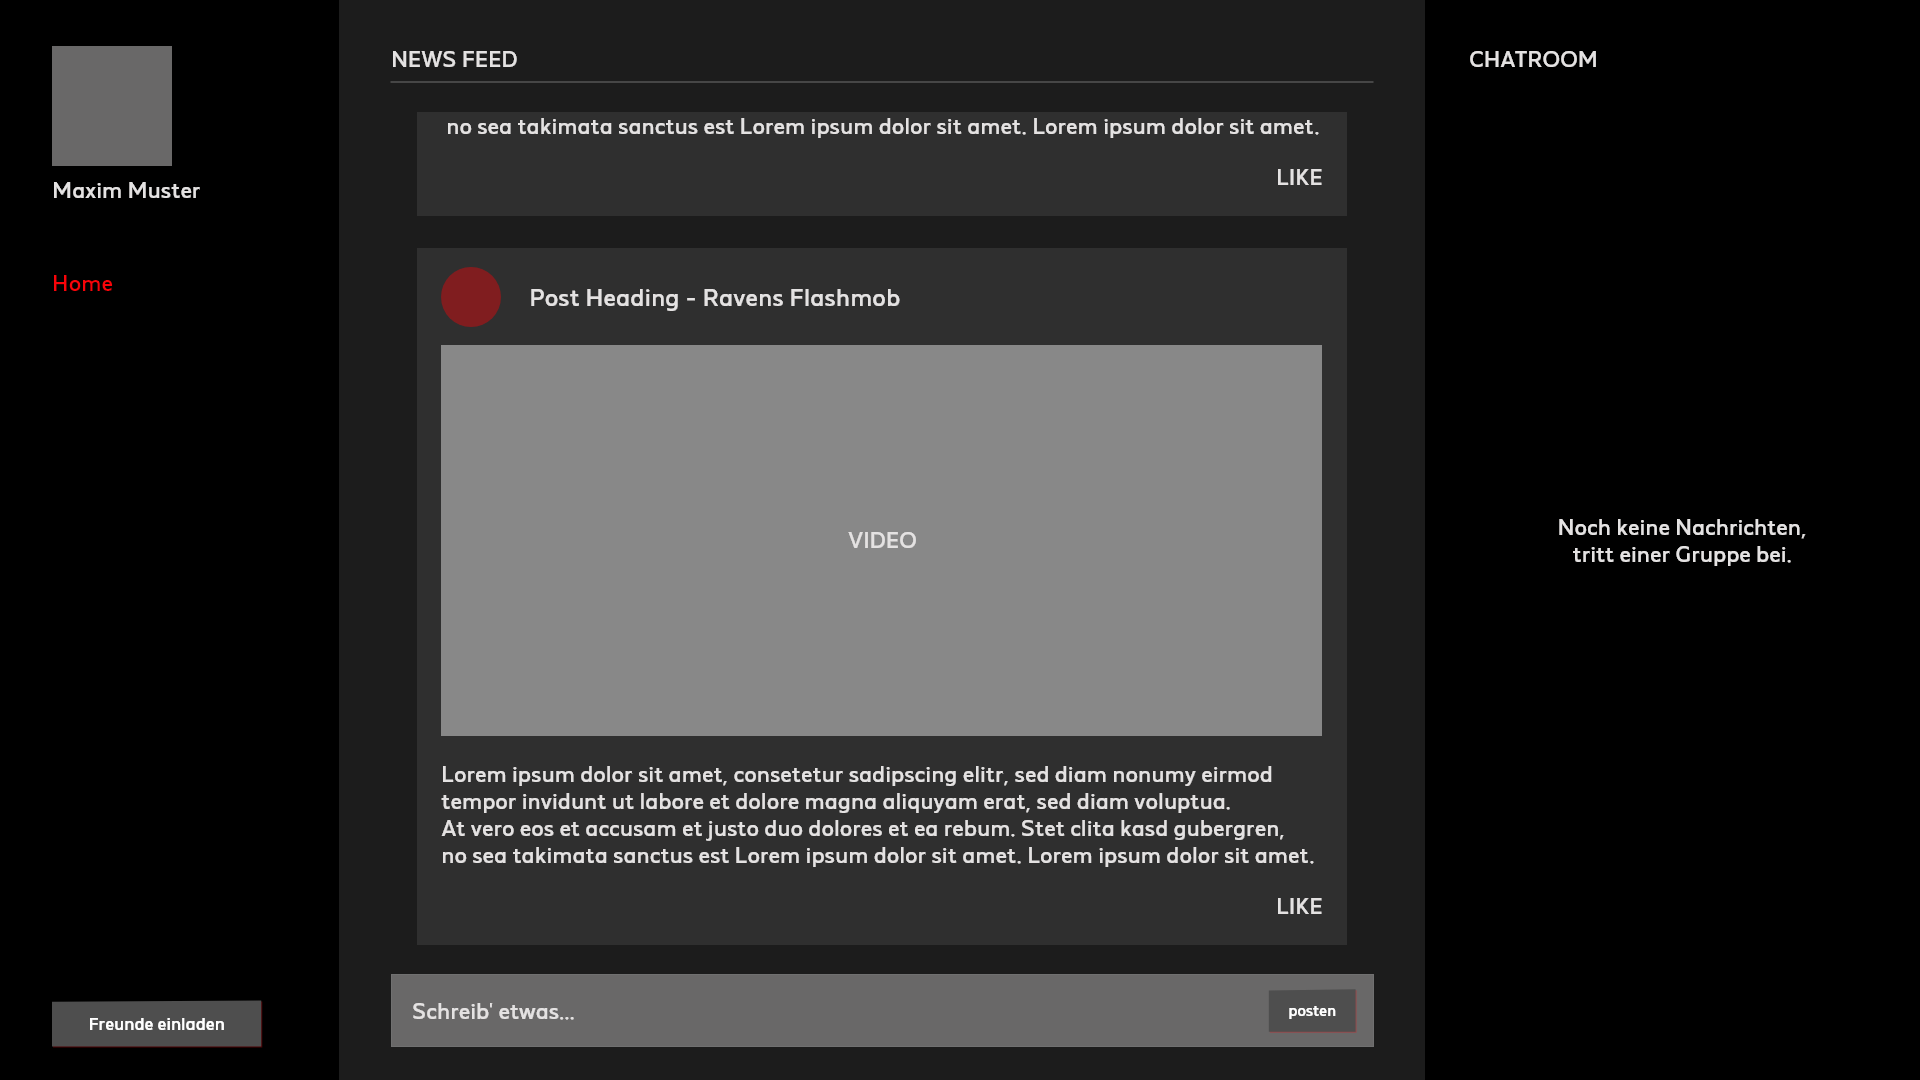 Maxim Muster
Home
Freunde einladen
NEWS FEED
no sea takimata sanctus est Lorem ipsum dolor sit amet. Lorem ipsum dolor sit amet.
LIKE
Post Heading - Ravens Flashmob
VIDEO
Lorem ipsum dolor sit amet, consetetur sadipscing elitr, sed diam nonumy eirmod
tempor invidunt ut labore et dolore magna aliquyam erat, sed diam voluptua.
At vero eos et accusam et justo duo dolores et ea rebum. Stet clita kasd gubergren,
no sea takimata sanctus est Lorem ipsum dolor sit amet. Lorem ipsum dolor sit amet.
LIKE
Schreib' etwas...
posten
CHATROOM
Noch keine Nachrichten,
tritt einer Gruppe bei.